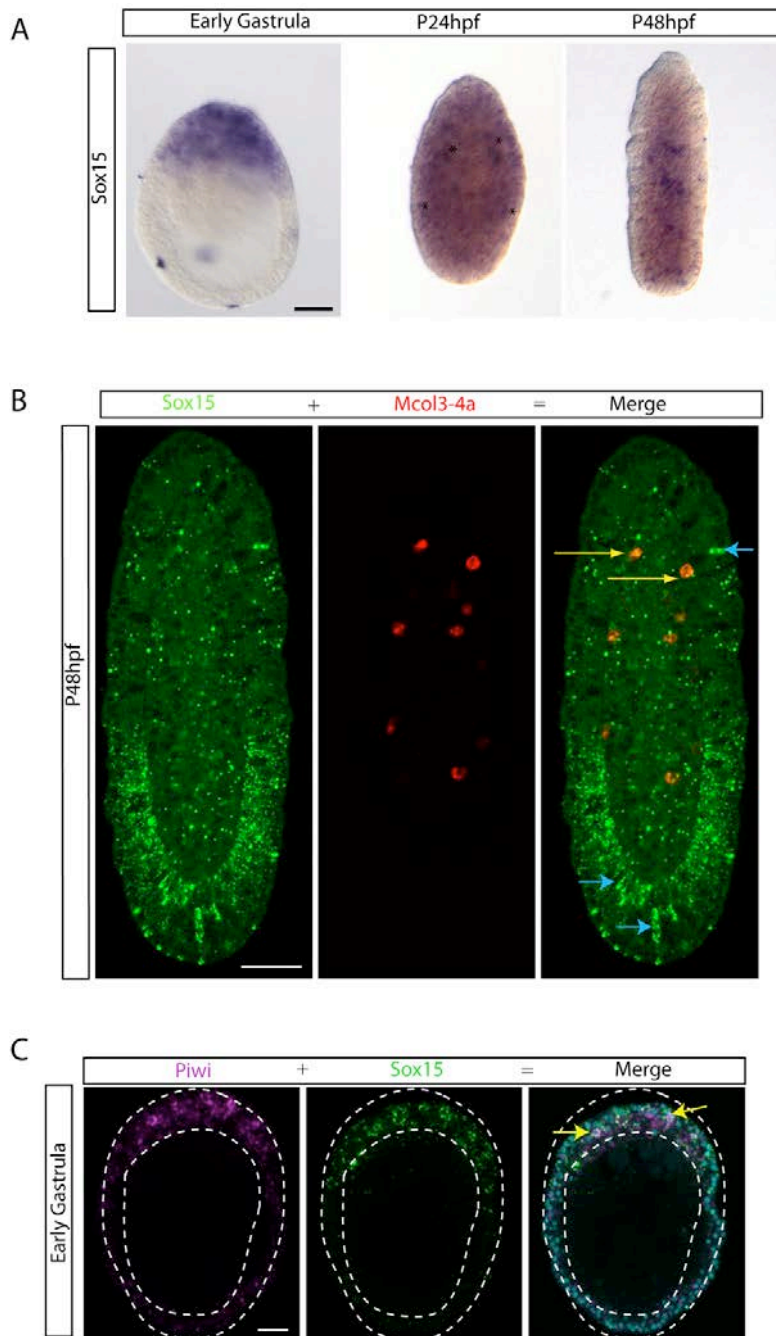 A
Early Gastrula P24hpf P48hpf
Sox15
* * * *
B
Sox15 + Mcol3-4a = Merge
P48hpf
C
Piwi + Sox15 = Merge
Early Gastrula